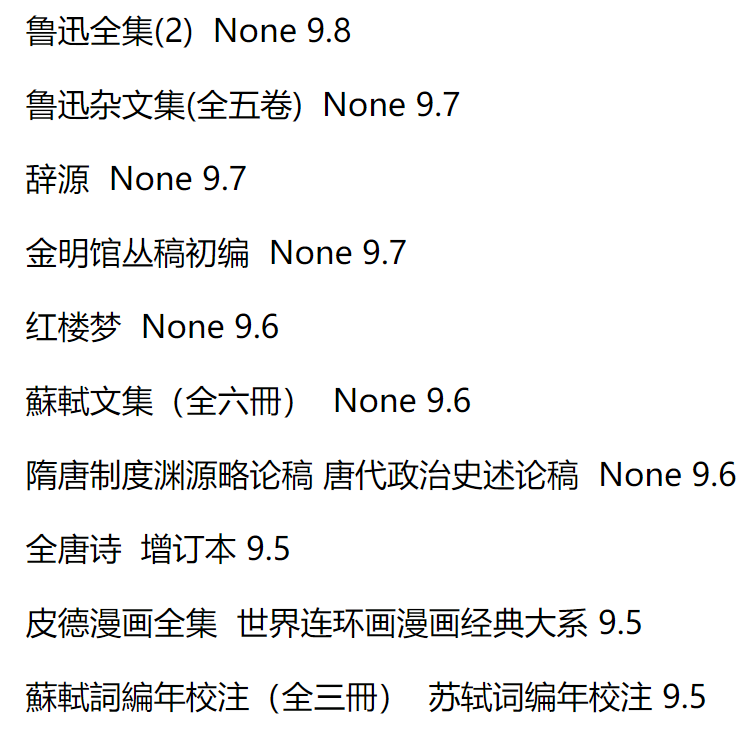 鲁迅全集(2)  None 9.8
鲁迅杂文集(全五卷)  None 9.7
辞源  None 9.7
金明馆丛稿初编  None 9.7
红楼梦  None 9.6
蘇軾文集（全六冊）  None 9.6
隋唐制度渊源略论稿 唐代政治史述论稿  None 9.6
全唐诗  增订本 9.5
皮德漫画全集  世界连环画漫画经典大系 9.5
蘇軾詞編年校注（全三冊）  苏轼词编年校注 9.5